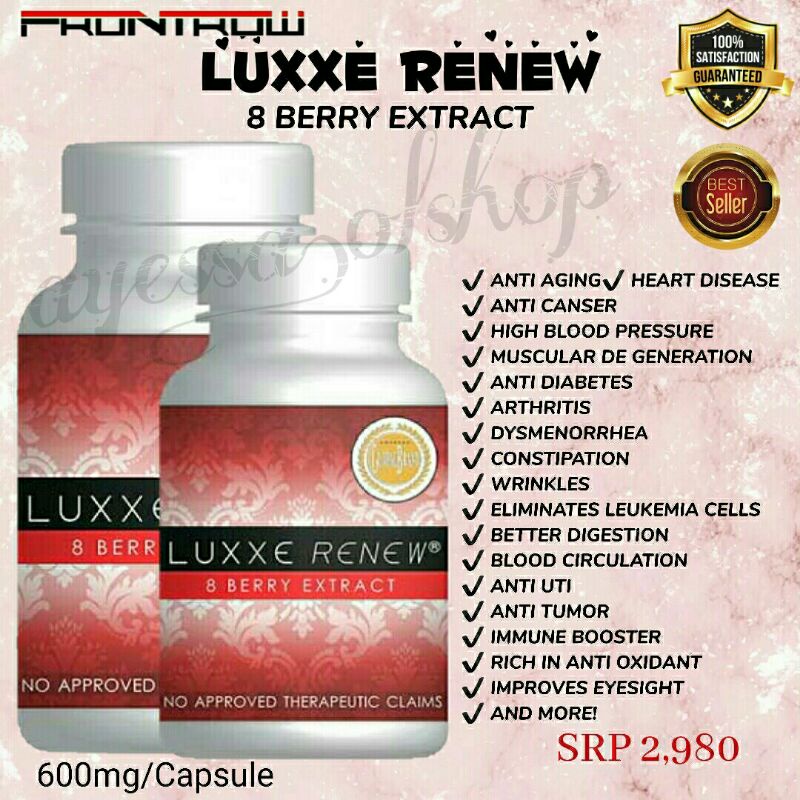 FRONTROW
LUXXE RENEW
8 BERRY EXTRACT
100%
SATISFACTION
GUARANTEED
BEST
Seller
ayessa
ofshop
✓ ANTI AGING ✓ HEART DISEASE
✓ ANTI CANSER
✓ HIGH BLOOD PRESSURE
✓ MUSCULAR DE GENERATION
✓ ANTI DIABETES
✓ ARTHRITIS
✓ DYSMENORRHEA
✓ CONSTIPATION
✓ WRINKLES
✓ ELIMINATES LEUKEMIA CELLS
✓ BETTER DIGESTION
✓ BLOOD CIRCULATION
✓ ANTI UTI
✓ ANTI TUMOR
✓ IMMUNE BOOSTER
✓ RICH IN ANTI OXIDANT
✓ IMPROVES EYESIGHT
✓ AND MORE!
SRP 2,980
LUXXE
8 BERR
NO APPROVED
LUXXE RENEW®
8 BERRY EXTRACT
NO APPROVED THERAPEUTIC CLAIMS
600mg/Capsule